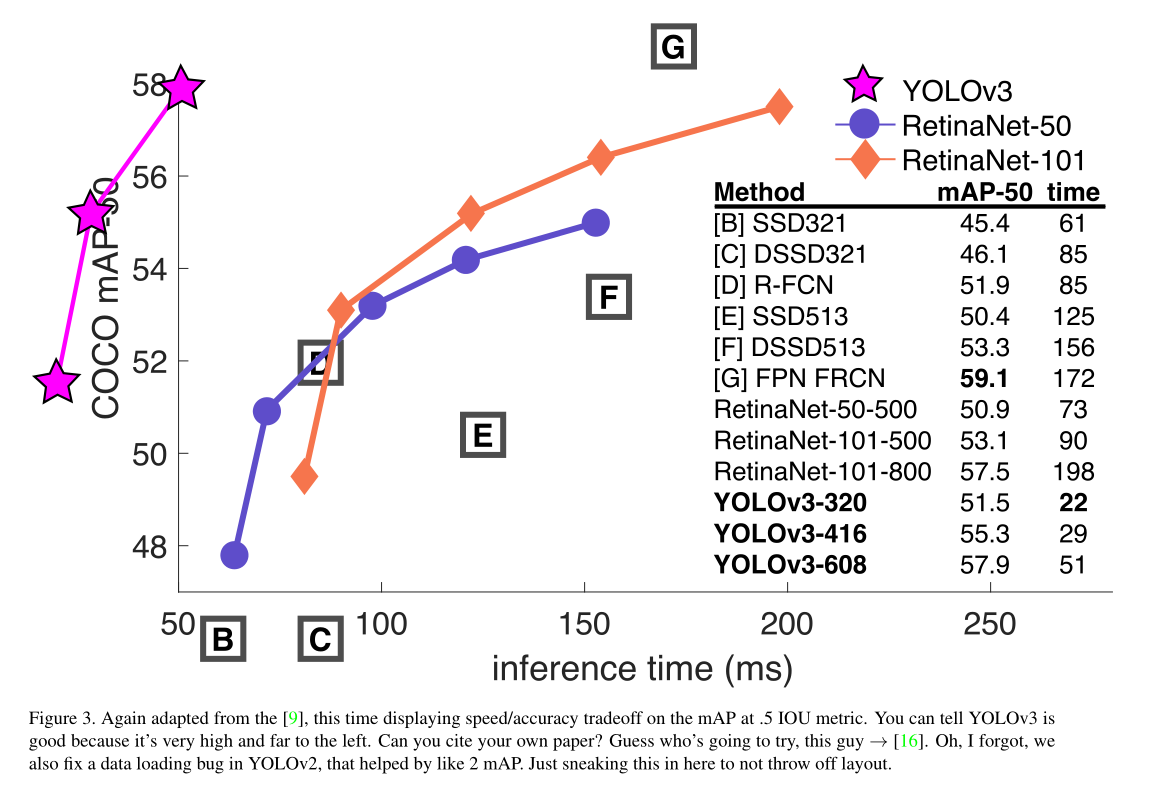 G
58
56
54
52
50
48
COCO mAP-50
D
E
F
50
100
150
200
250
B
C
inference time (ms)
YOLOv3
RetinaNet-50
RetinaNet-101
Method mAP-50 time
[B] SSD321 45.4 61
[C] DSSD321 46.1 85
[D] R-FCN 51.9 85
[E] SSD513 50.4 125
[F] DSSD513 53.3 156
[G] FPN FRCN 59.1 172
RetinaNet-50-500 50.9 73
RetinaNet-101-500 53.1 90
RetinaNet-101-800 57.5 198
YOLOv3-320 51.5 22
YOLOv3-416 55.3 29
YOLOv3-608 57.9 51
Figure 3. Again adapted from the [9], this time displaying speed/accuracy tradeoff on the mAP at .5 IOU metric. You can tell YOLOv3 is
good because it's very high and far to the left. Can you cite your own paper? Guess who's going to try, this guy → [16]. Oh, I forgot, we
also fix a data loading bug in YOLOv2, that helped by like 2 mAP. Just sneaking this in here to not throw off layout.